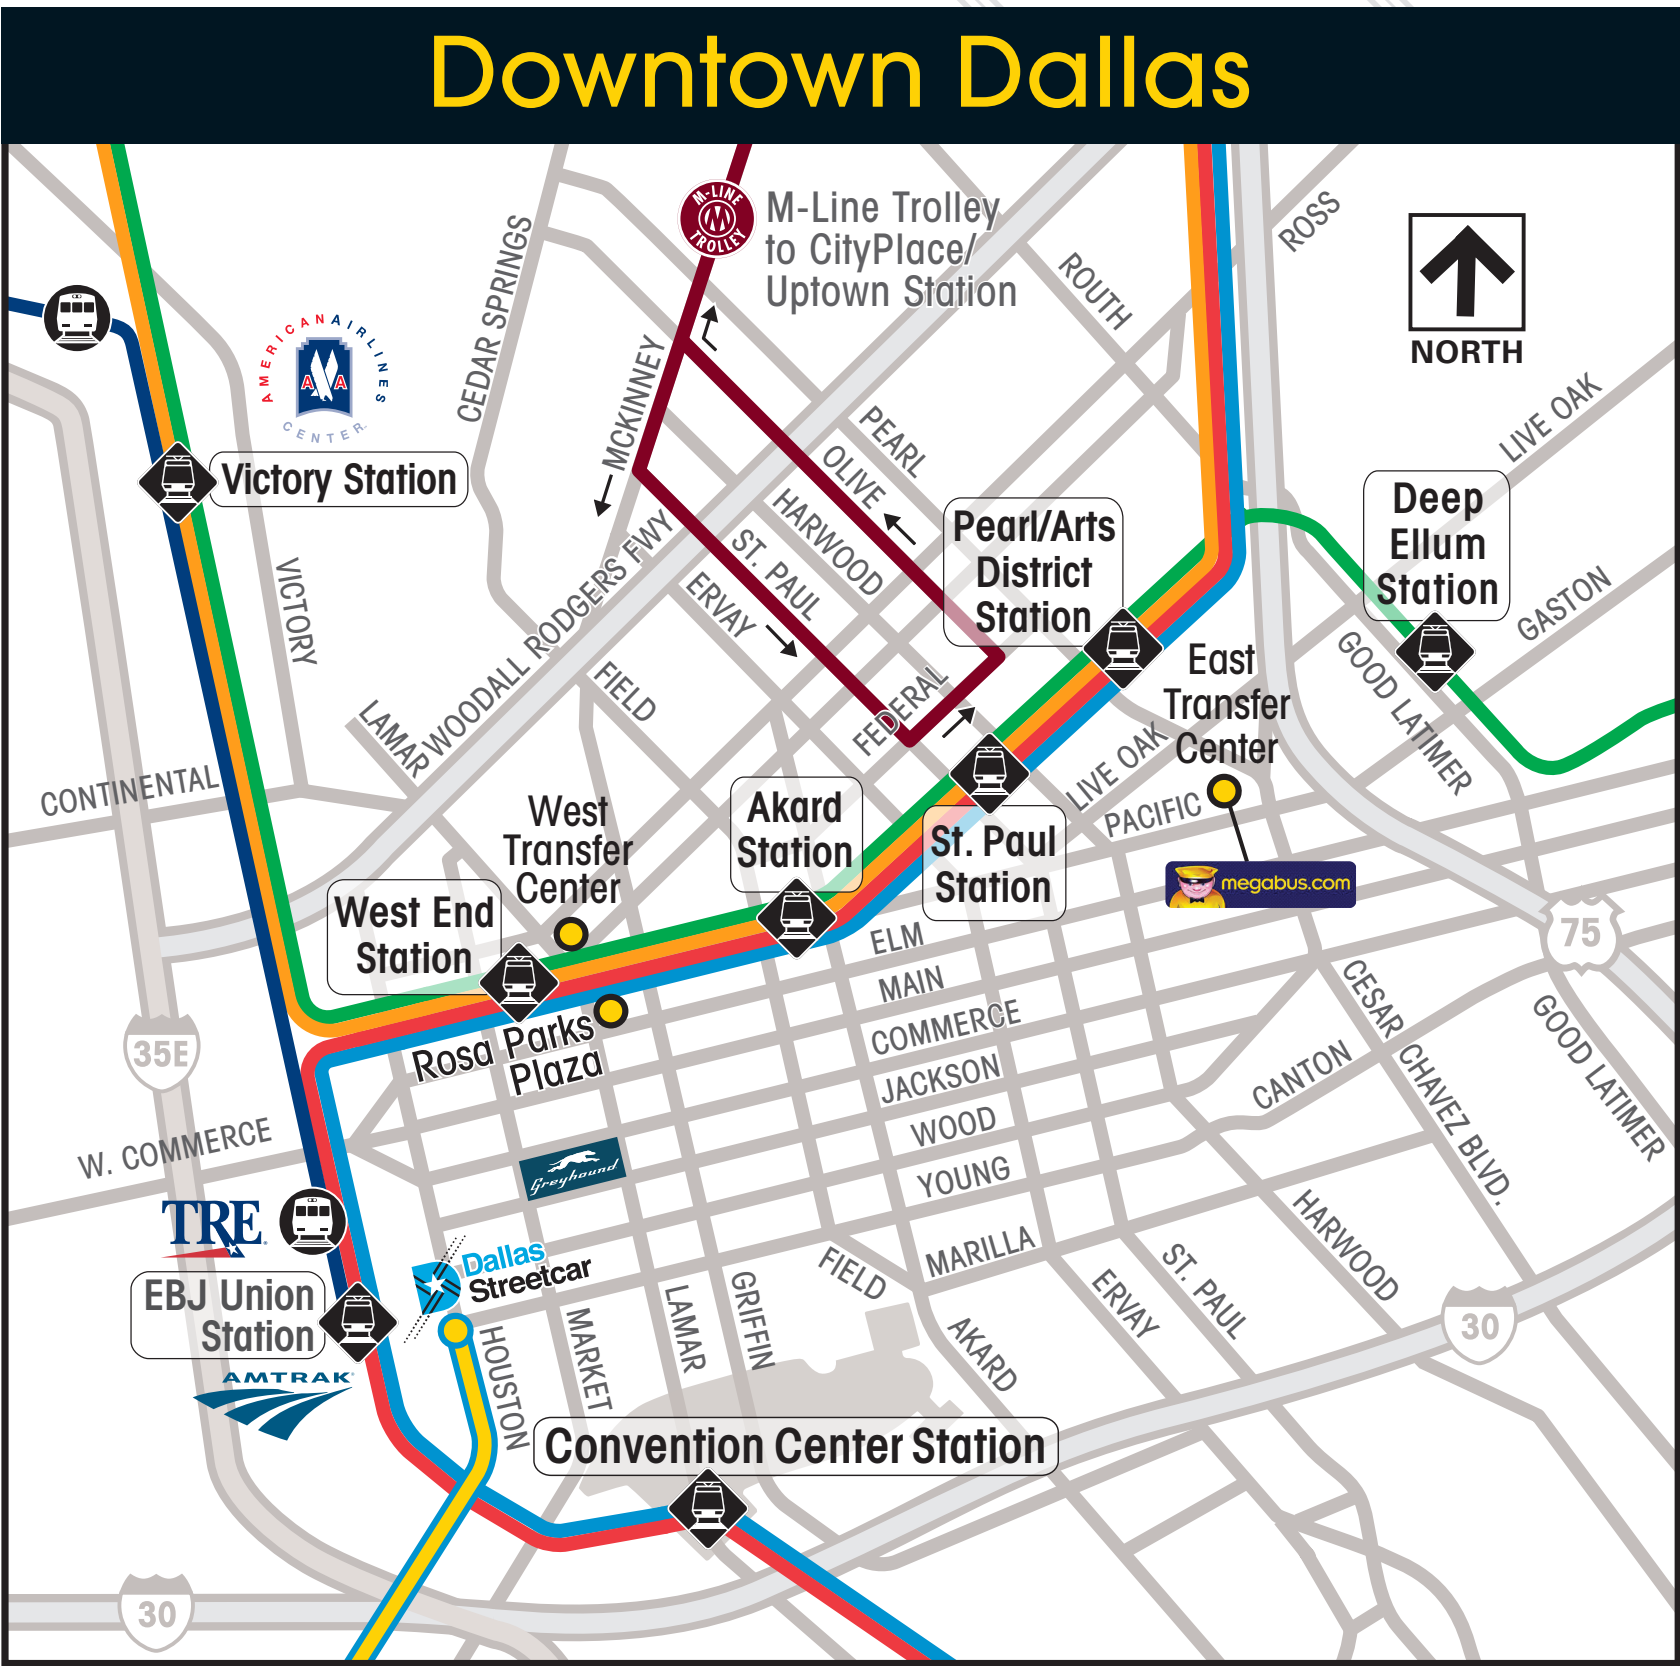 Downtown Dallas
M-LINE
M
TROLLEY
M-Line Trolley
to CityPlace/
Uptown Station
ROSS
ROUTH
NORTH
CEDAR SPRINGS
AMERICAN AIRLINES
AA
CENTER
MCKINNEY
LIVE OAK
PEARL
OLIVE
Victory Station
HARWOOD
ST. PAUL
ERVAY
Pearl/Arts
District
Station
Deep
Ellum
Station
GASTON
VICTORY
WOODALL RODGERS FWY
FIELD
LAMAR
FEDERAL
East
Transfer
Center
GOOD LATIMER
LIVE OAK
CONTINENTAL
PACIFIC
West
Transfer
Center
Akard
Station
St. Paul
Station
megabus.com
West End
Station
ELM
MAIN
COMMERCE
JACKSON
WOOD
YOUNG
75
CESAR CHAVEZ BLVD.
GOOD LATIMER
CANTON
35E
Rosa Parks
Plaza
W. COMMERCE
Greyhound
TRE
Dallas
Streetcar
MARILLA
FIELD
HARWOOD
ST. PAUL
ERVAY
EBJ Union
Station
AMTRAK
HOUSTON
MARKET
LAMAR
GRIFFIN
AKARD
30
Convention Center Station
30